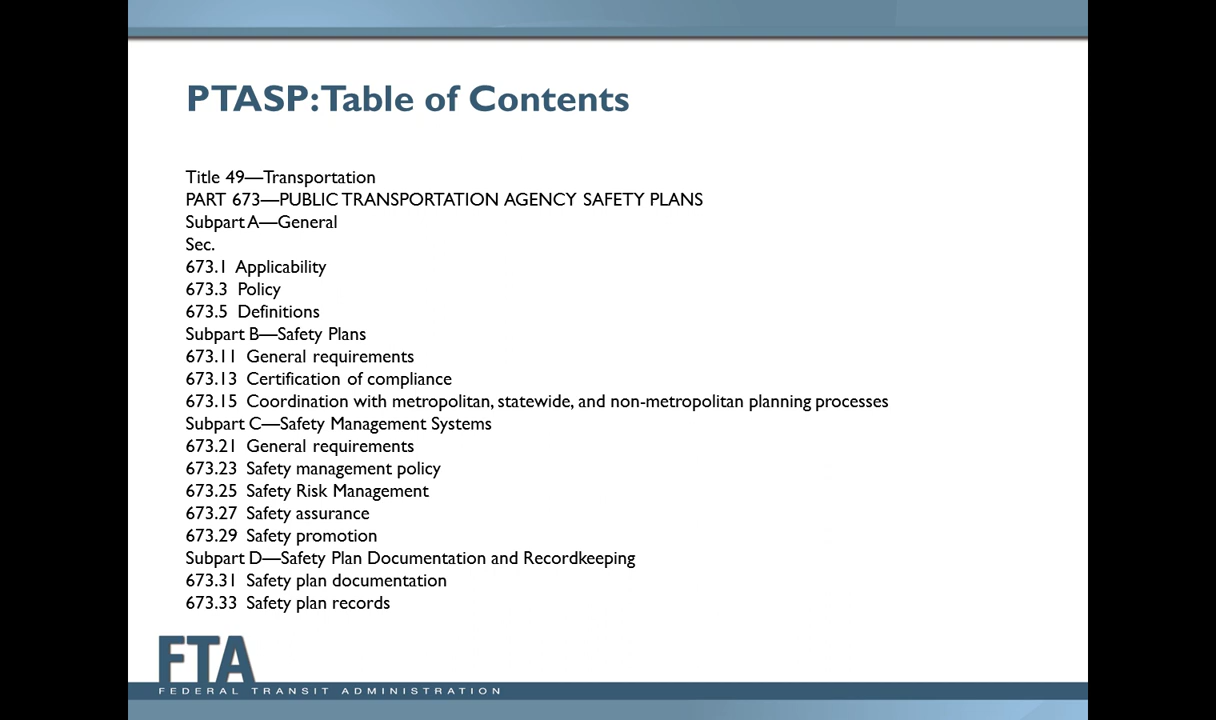 PTASP: Table of Contents
Title 49—Transportation
PART 673—PUBLIC TRANSPORTATION AGENCY SAFETY PLANS
Subpart A—General
Sec.
673.1 Applicability
673.3 Policy
673.5 Definitions
Subpart B—Safety Plans
673.11 General requirements
673.13 Certification of compliance
673.15 Coordination with metropolitan, statewide, and non-metropolitan planning processes
Subpart C—Safety Management Systems
673.21 General requirements
673.23 Safety management policy
673.25 Safety Risk Management
673.27 Safety assurance
673.29 Safety promotion
Subpart D—Safety Plan Documentation and Recordkeeping
673.31 Safety plan documentation
673.33 Safety plan records
FTA
FEDERAL TRANSIT ADMINISTRATION